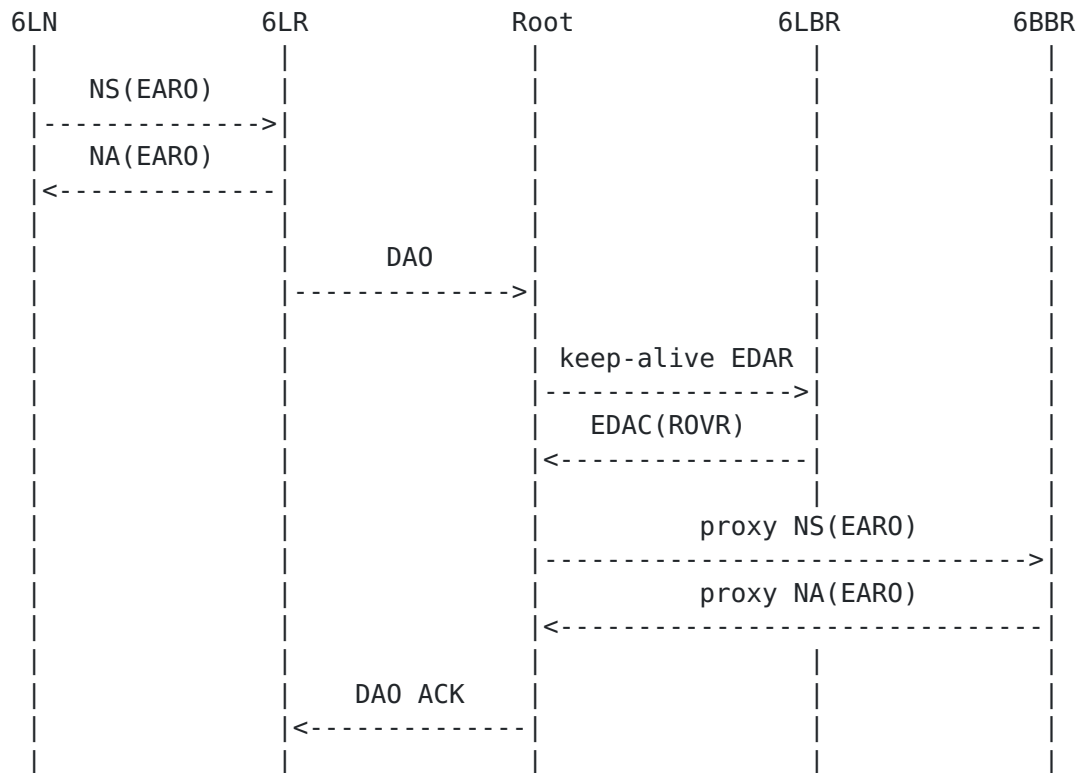 6LN 6LR Root 6LBR 6BBR
NS(EARO)
NA(EARO)
DAO
keep-alive EDAR
EDAC(ROVR)
proxy NS(EARO)
proxy NA(EARO)
DAO ACK